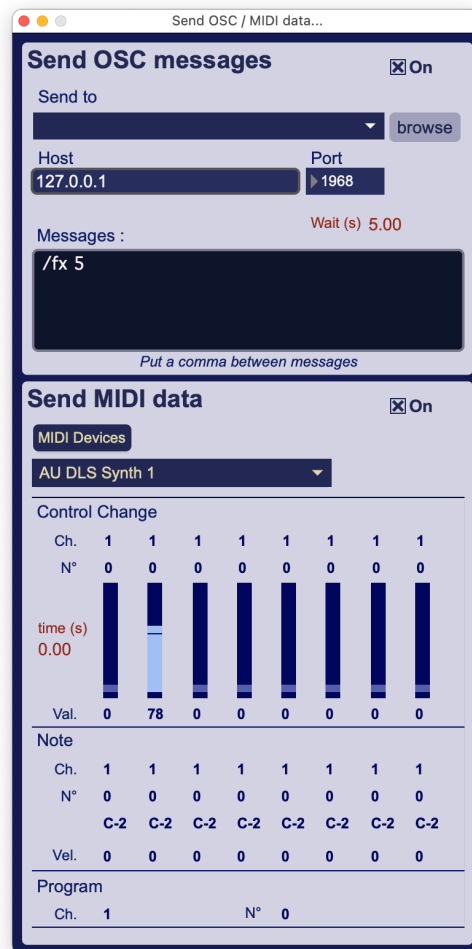 Send OSC / MIDI data...
Send OSC messages
On
Send to
browse
Host Port
127.0.0.1 1968
Wait (s) 5.00
Messages :
/fx 5
Put a comma between messages
Send MIDI data
On
MIDI Devices
AU DLS Synth 1
Control Change
Ch. 1 1 1 1 1 1 1 1
N° 0 0 0 0 0 0 0 0
time (s)
0.00
Val. 0 78 0 0 0 0 0 0
Note
Ch. 1 1 1 1 1 1 1 1
N° 0 0 0 0 0 0 0 0
C-2 C-2 C-2 C-2 C-2 C-2 C-2 C-2
Vel. 0 0 0 0 0 0 0 0
Program
Ch. 1 N° 0